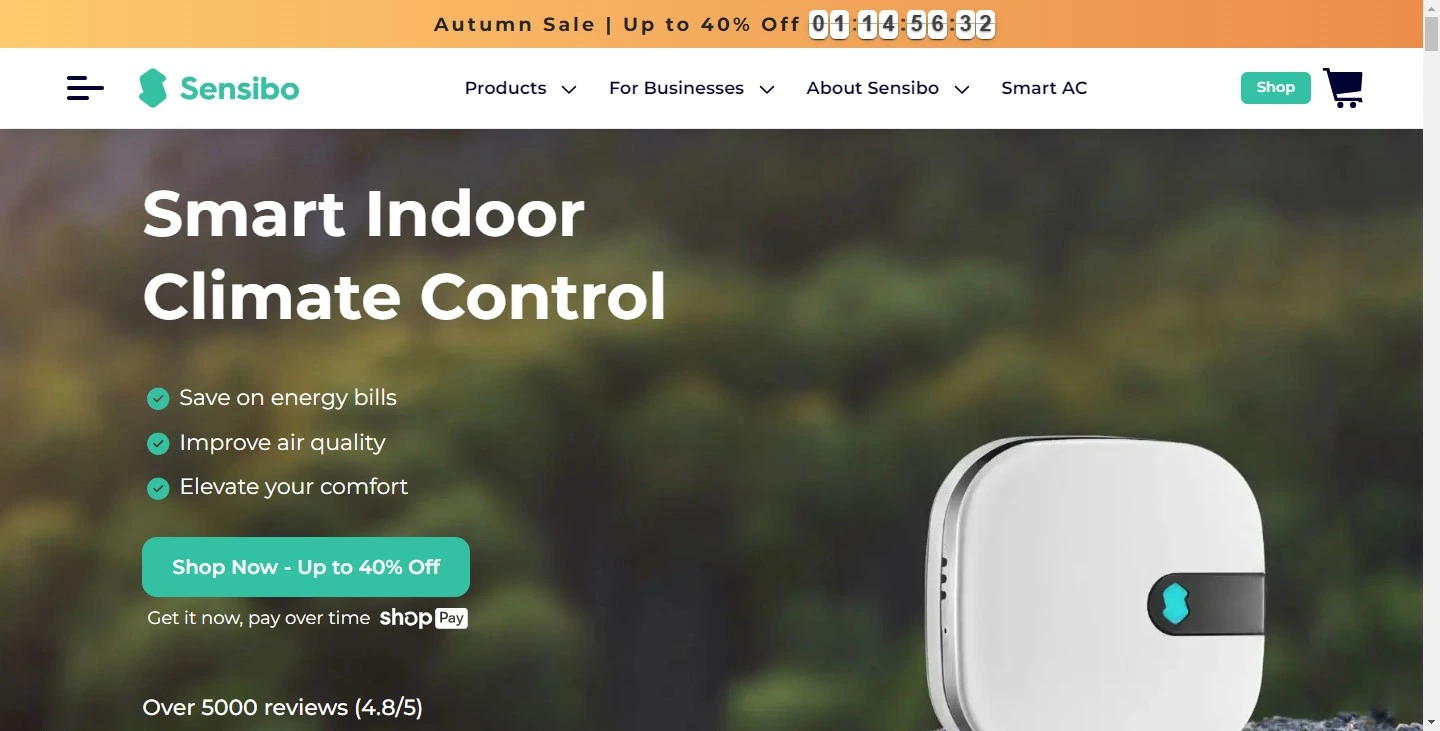 Autumn Sale | Up to 40% Off 01:14:56:32
Sensibo
Products
For Businesses
About Sensibo
Smart AC
Shop
Smart Indoor
Climate Control
Save on energy bills
Improve air quality
Elevate your comfort
Shop Now - Up to 40% Off
Get it now, pay over time shop Pay
Over 5000 reviews (4.8/5)